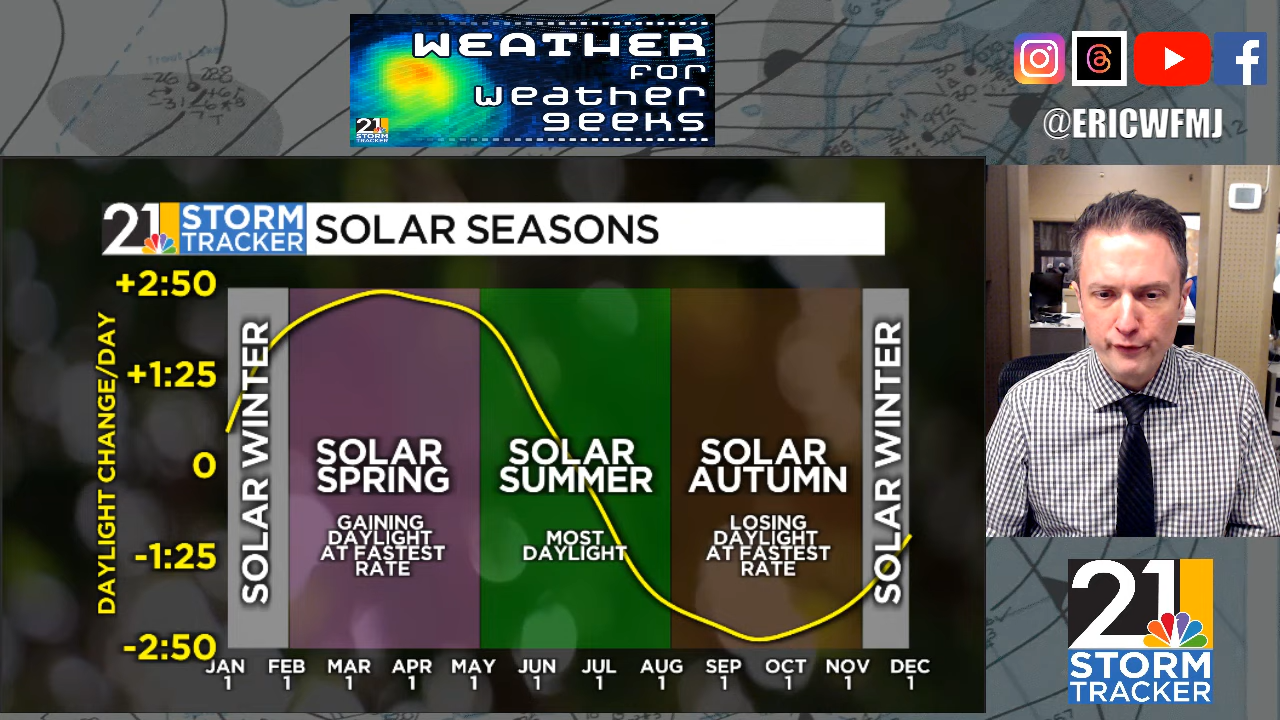 WEATHER
FOR
Weather
geeks
21
STORM
TRACKER
@ERICWFMJ
21 STORM TRACKER
SOLAR SEASONS
DAYLIGHT CHANGE/DAY
+2:50
+1:25
0
-1:25
-2:50
SOLAR WINTER
SOLAR
SPRING
GAINING
DAYLIGHT
AT FASTEST
RATE
SOLAR
SUMMER
MOST
DAYLIGHT
SOLAR
AUTUMN
LOSING
DAYLIGHT
AT FASTEST
RATE
SOLAR WINTER
JAN 1
FEB 1
MAR 1
APR 1
MAY 1
JUN 1
JUL 1
AUG 1
SEP 1
OCT 1
NOV 1
DEC 1
21
STORM
TRACKER